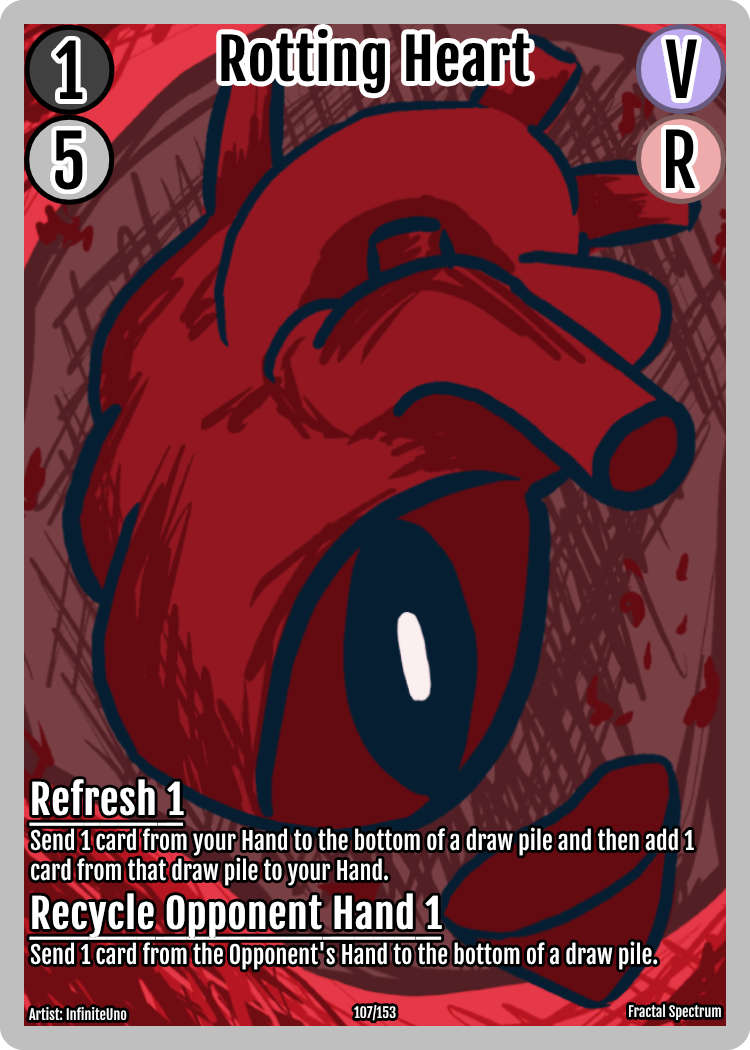 1
Rotting Heart
V
5
R
Refresh 1
Send 1 card from your Hand to the bottom of a draw pile and then add 1
card from that draw pile to your Hand.
Recycle Opponent Hand 1
Send 1 card from the Opponent's Hand to the bottom of a draw pile.
Artist: InfiniteUno
107/153
Fractal Spectrum